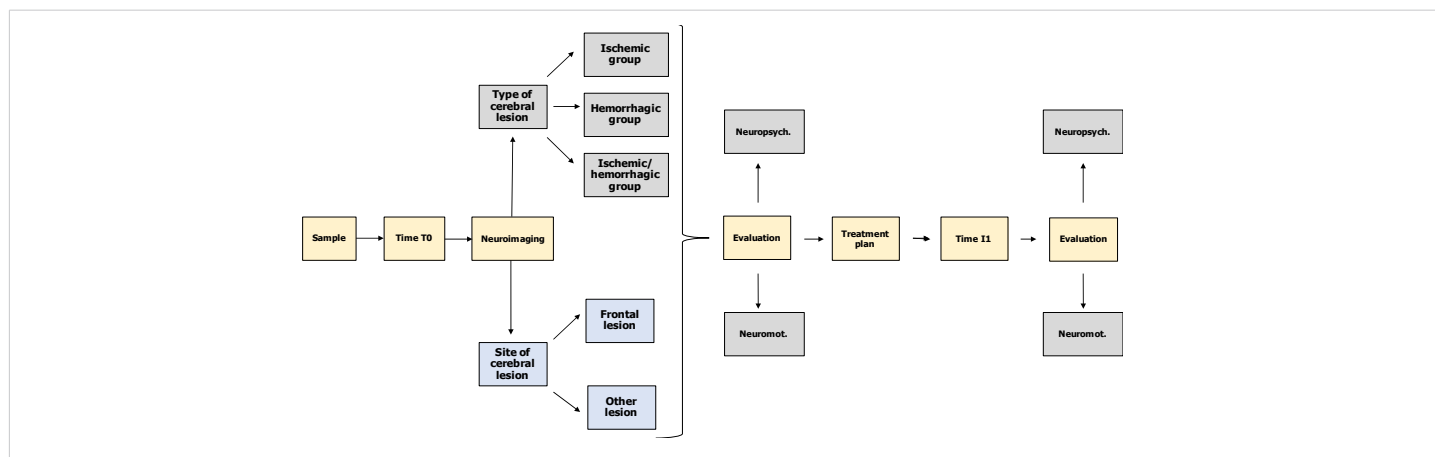 Ischemic
group
Type of
cerebral
lesion
Hemorrhagic
group
Ischemic/
hemorrhagic
group
Neuropsych.
Neuropsych.
Sample
Time T0
Neuroimaging
Evaluation
Treatment
plan
Time I1
Evaluation
Frontal
lesion
Site of
cerebral
lesion
Other
lesion
Neuromot.
Neuromot.